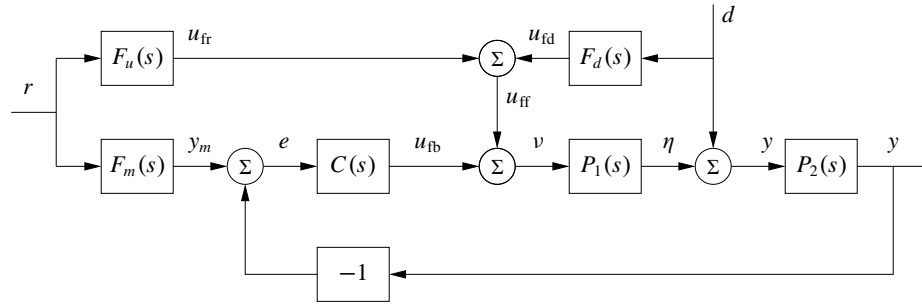 d
F_u(s) u_fr Σ u_fd F_d(s)
r
u_ff
F_m(s) y_m Σ e C(s) u_fb Σ ν P_1(s) η Σ y P_2(s) y
−1